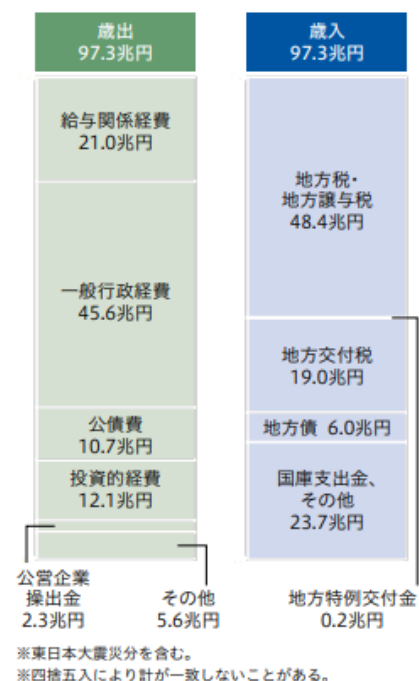 歳出
97.3兆円
給与関係経費
21.0兆円
一般行政経費
45.6兆円
公債費
10.7兆円
投資的経費
12.1兆円
公営企業
操出金
2.3兆円
その他
5.6兆円
歳入
97.3兆円
地方税・
地方譲与税
48.4兆円
地方交付税
19.0兆円
地方債 6.0兆円
国庫支出金、
その他
23.7兆円
地方特例交付金
0.2兆円
※東日本大震災分を含む。
※四捨五入により計が一致しないことがある。